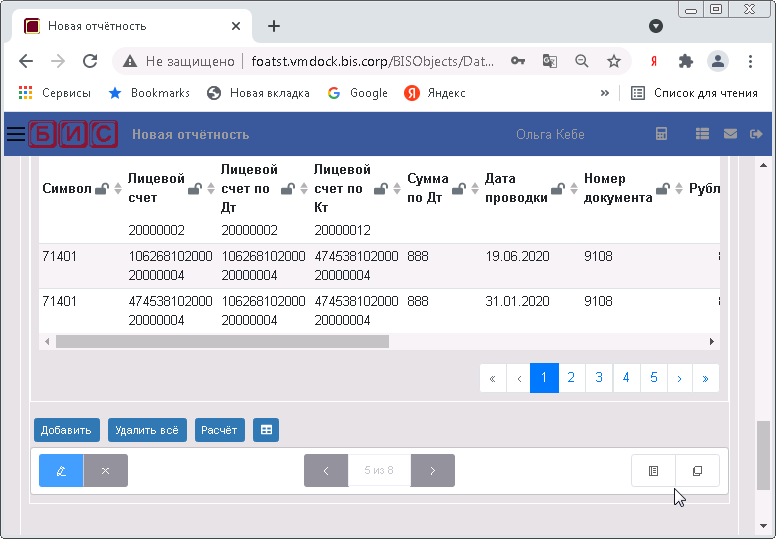 Новая отчётность
Не защищено | foatst.vmdock.bis.corp/BISObjects/Dat...
Сервисы Bookmarks Новая вкладка Google Яндекс » Список для чтения
БИС Новая отчётность Ольга Кебе
Символ Лицевой счет Лицевой счет по Дт Лицевой счет по Кт Сумма по Дт Дата проводки Номер документа Рубл
20000002 20000002 20000012
71401 106268102000 106268102000 474538102000 888 19.06.2020 9108
20000004 20000004 20000004
71401 474538102000 106268102000 474538102000 888 31.01.2020 9108
20000004 20000004 20000004
« ‹ 1 2 3 4 5 › »
Добавить Удалить всё Расчёт
5 из 8